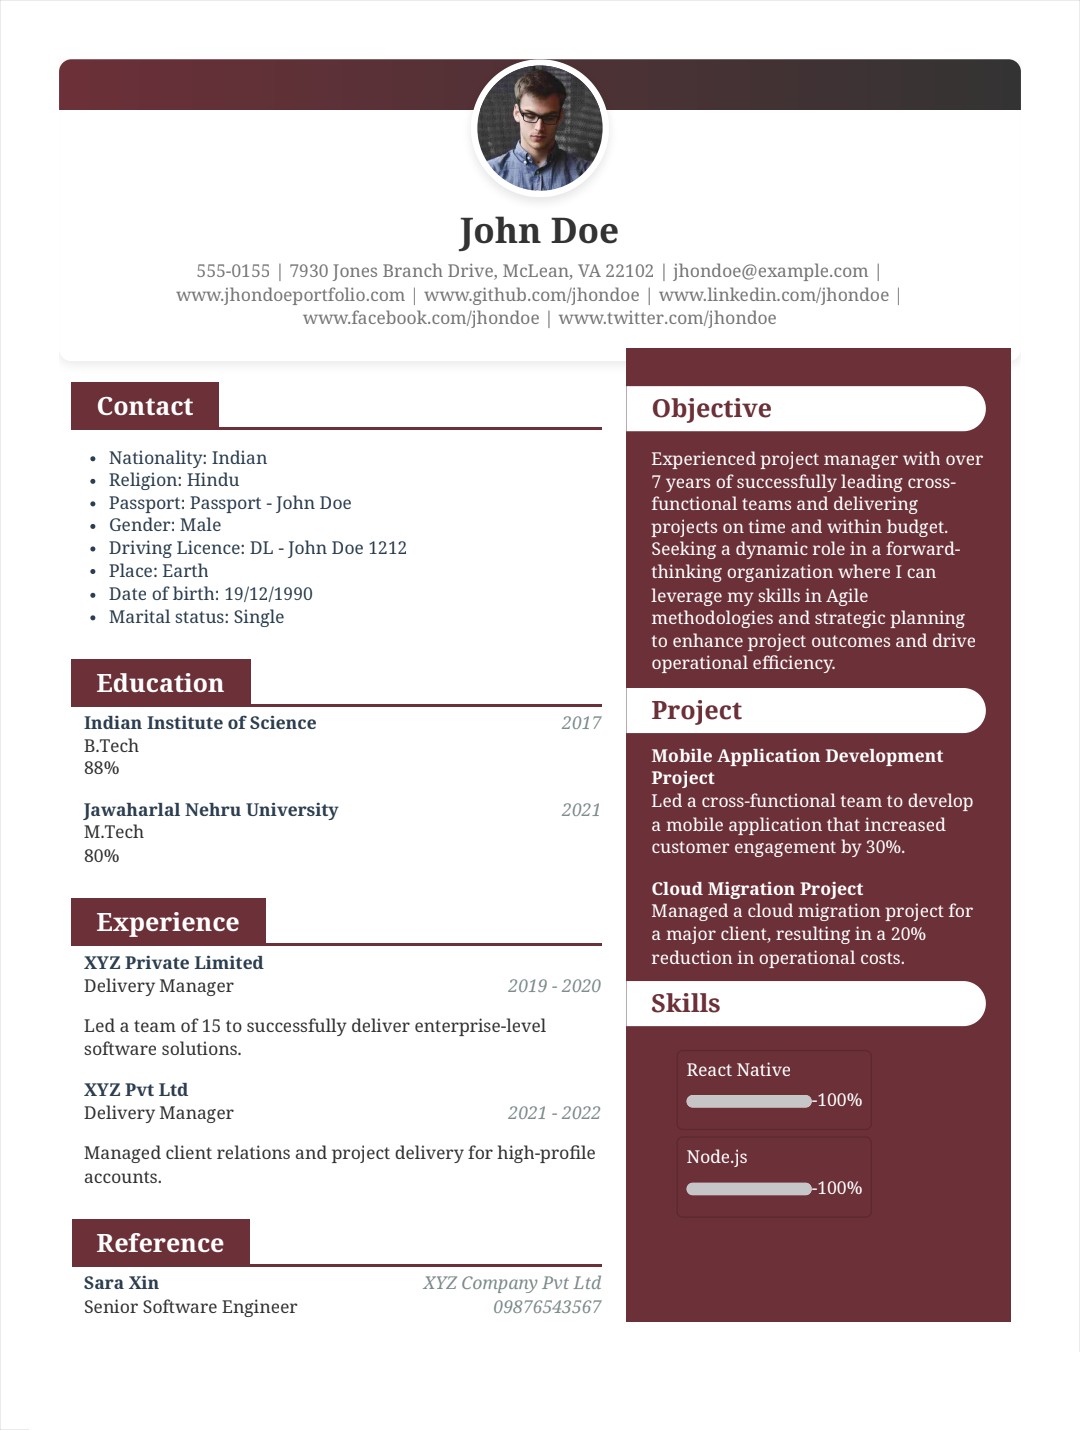 John Doe
555-0155 | 7930 Jones Branch Drive, McLean, VA 22102 | jhondoe@example.com |
www.jhondoeportfolio.com | www.github.com/jhondoe | www.linkedin.com/jhondoe |
www.facebook.com/jhondoe | www.twitter.com/jhondoe
Contact
• Nationality: Indian
• Religion: Hindu
• Passport: Passport - John Doe
• Gender: Male
• Driving Licence: DL - John Doe 1212
• Place: Earth
• Date of birth: 19/12/1990
• Marital status: Single
Education
Indian Institute of Science 2017
B.Tech
88%
Jawaharlal Nehru University 2021
M.Tech
80%
Experience
XYZ Private Limited
Delivery Manager 2019 - 2020
Led a team of 15 to successfully deliver enterprise-level
software solutions.
XYZ Pvt Ltd
Delivery Manager 2021 - 2022
Managed client relations and project delivery for high-profile
accounts.
Reference
Sara Xin XYZ Company Pvt Ltd
Senior Software Engineer 09876543567
Objective
Experienced project manager with over
7 years of successfully leading cross-
functional teams and delivering
projects on time and within budget.
Seeking a dynamic role in a forward-
thinking organization where I can
leverage my skills in Agile
methodologies and strategic planning
to enhance project outcomes and drive
operational efficiency.
Project
Mobile Application Development
Project
Led a cross-functional team to develop
a mobile application that increased
customer engagement by 30%.
Cloud Migration Project
Managed a cloud migration project for
a major client, resulting in a 20%
reduction in operational costs.
Skills
React Native
-100%
Node.js
-100%